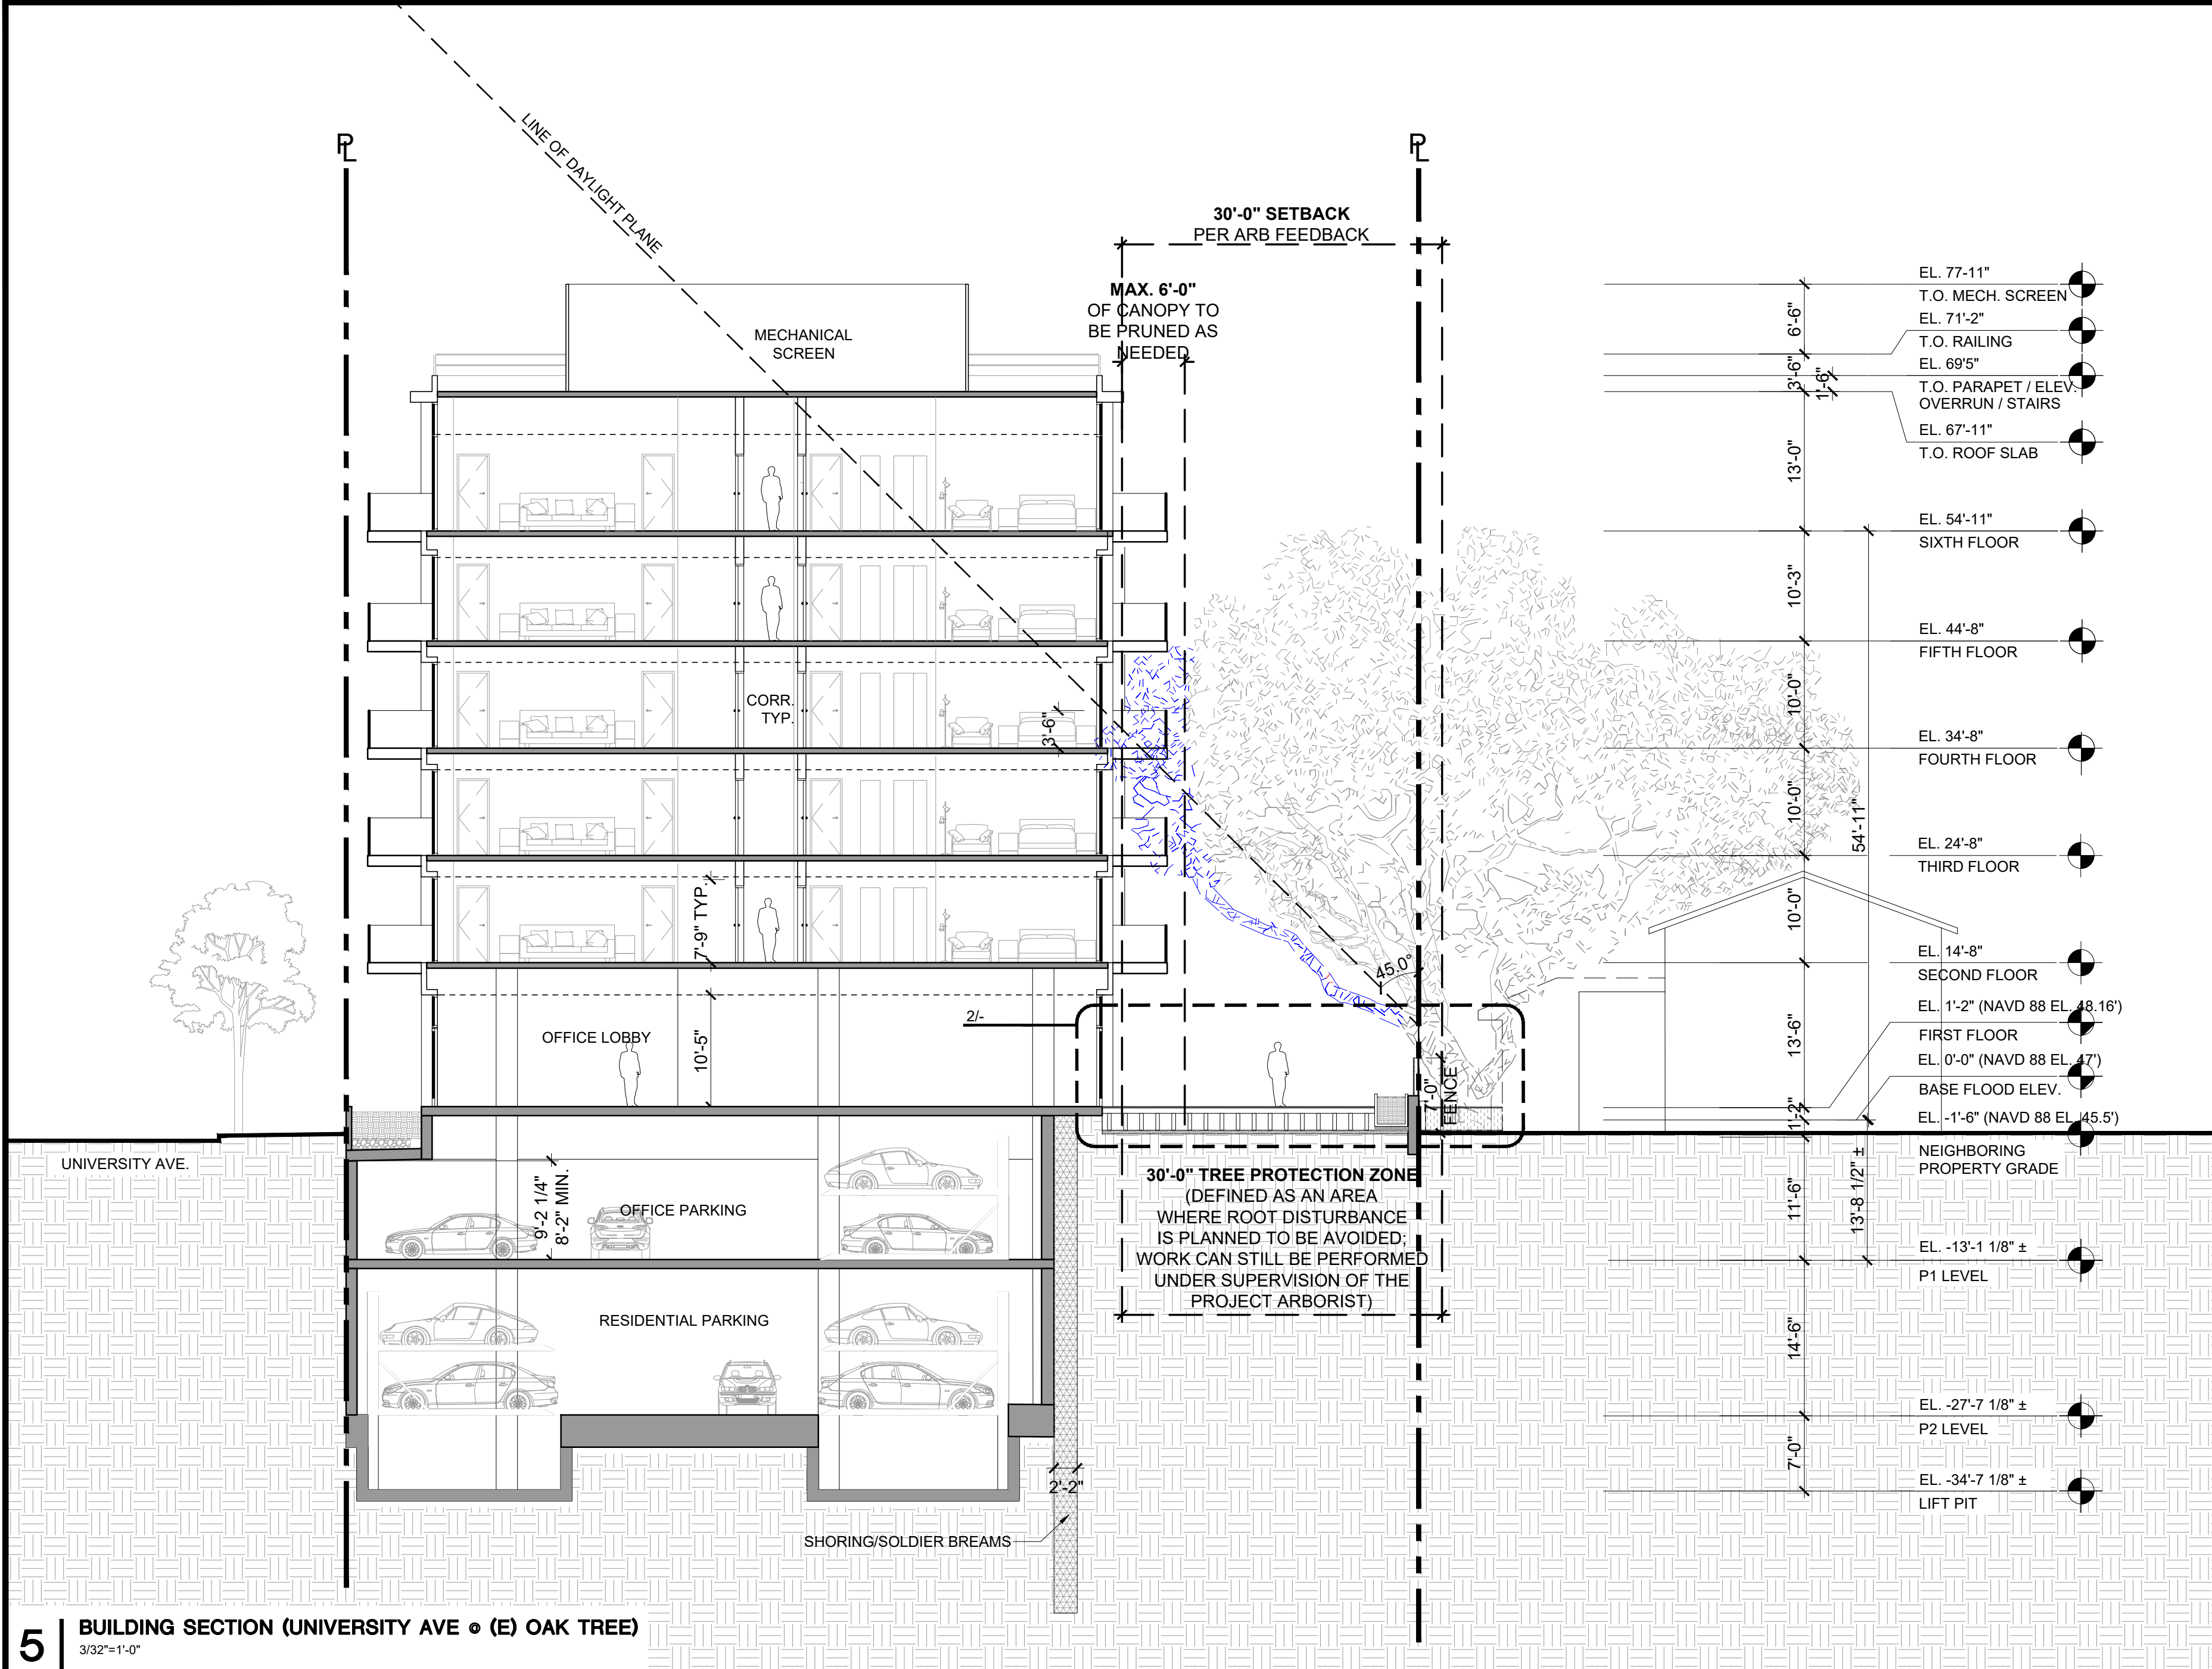 LINE OF DAYLIGHT PLANE
PL
PL
30'-0" SETBACK
PER ARB FEEDBACK
MAX. 6'-0"
OF CANOPY TO
BE PRUNED AS
NEEDED
MECHANICAL
SCREEN
CORR.
TYP.
3'-6"
7'-9" TYP.
45.0°
OFFICE LOBBY
10'-5"
2/-
7'-0"
FENCE
UNIVERSITY AVE.
9'-2 1/4"
8'-2" MIN.
OFFICE PARKING
RESIDENTIAL PARKING
30'-0" TREE PROTECTION ZONE
(DEFINED AS AN AREA
WHERE ROOT DISTURBANCE
IS PLANNED TO BE AVOIDED;
WORK CAN STILL BE PERFORMED
UNDER SUPERVISION OF THE
PROJECT ARBORIST)
2'-2"
SHORING/SOLDIER BREAMS
6'-6"
3'-6"
1'-6"
13'-0"
10'-3"
10'-0"
10'-0"
54'-11"
10'-0"
13'-6"
1'-2"
11'-6"
13'-8 1/2" ±
14'-6"
7'-0"
EL. 77-11"
T.O. MECH. SCREEN
EL. 71'-2"
T.O. RAILING
EL. 69'5"
T.O. PARAPET / ELEV.
OVERRUN / STAIRS
EL. 67'-11"
T.O. ROOF SLAB
EL. 54'-11"
SIXTH FLOOR
EL. 44'-8"
FIFTH FLOOR
EL. 34'-8"
FOURTH FLOOR
EL. 24'-8"
THIRD FLOOR
EL. 14'-8"
SECOND FLOOR
EL. 1'-2" (NAVD 88 EL. 48.16')
FIRST FLOOR
EL. 0'-0" (NAVD 88 EL. 47')
BASE FLOOD ELEV.
EL. -1'-6" (NAVD 88 EL. 45.5')
NEIGHBORING
PROPERTY GRADE
EL. -13'-1 1/8" ±
P1 LEVEL
EL. -27'-7 1/8" ±
P2 LEVEL
EL. -34'-7 1/8" ±
LIFT PIT
5
BUILDING SECTION (UNIVERSITY AVE @ (E) OAK TREE)
3/32"=1'-0"